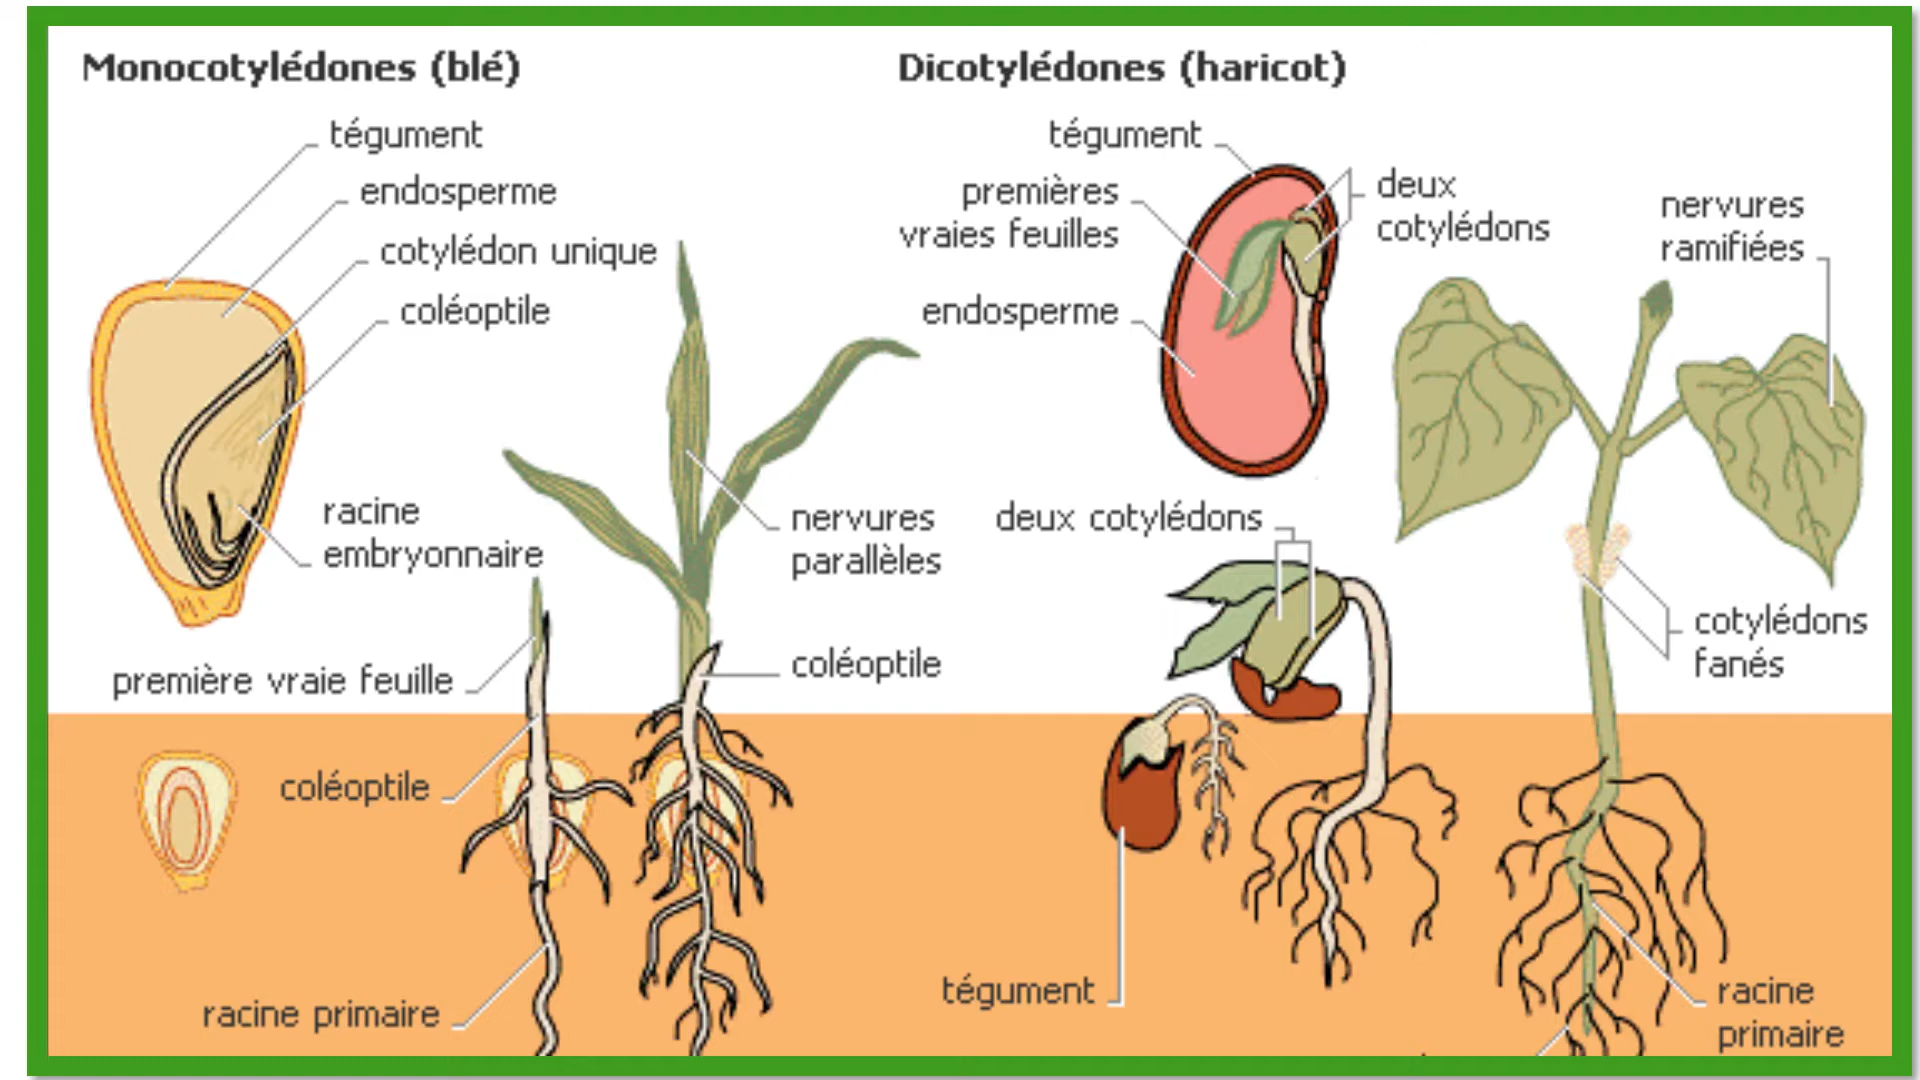 Monocotylédones (blé)
tégument
endosperme
cotylédon unique
coléoptile
racine
embryonnaire
nervures
parallèles
première vraie feuille
coléoptile
coléoptile
racine primaire
Dicotylédones (haricot)
tégument
premières
vraies feuilles
endosperme
deux
cotylédons
nervures
ramifiées
deux cotylédons
cotylédons
fanés
tégument
racine
primaire